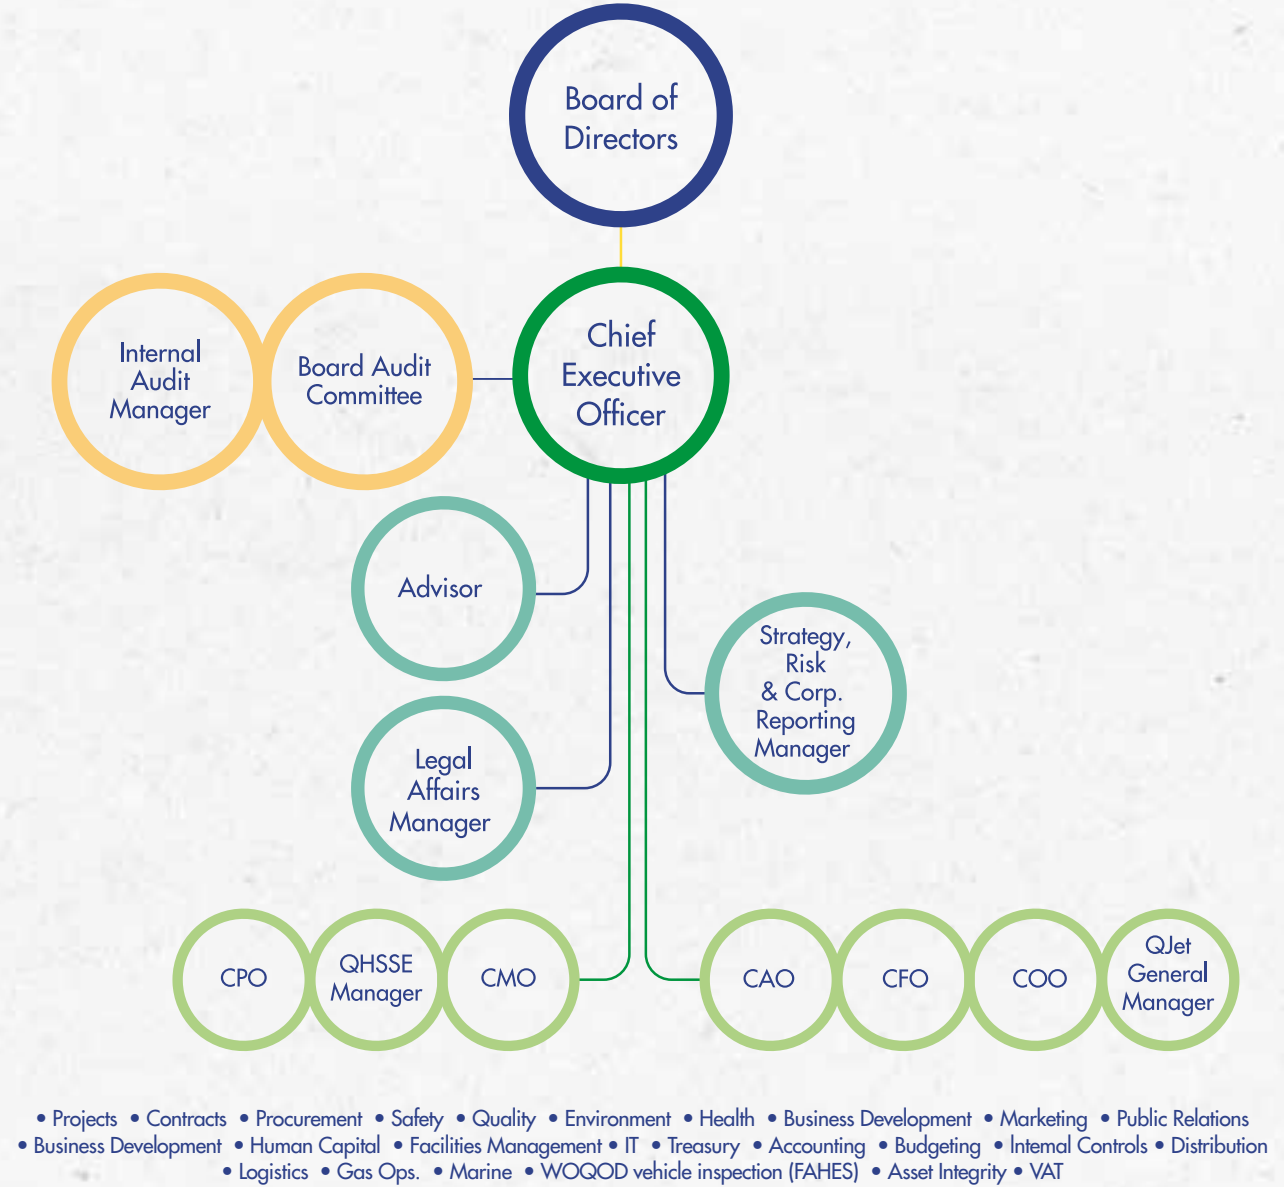 Board of
Directors
Chief
Executive
Officer
Internal
Audit
Manager
Board Audit
Committee
Advisor
Strategy,
Risk
& Corp.
Reporting
Manager
Legal
Affairs
Manager
CPO
QHSSE
Manager
CMO
CAO
CFO
COO
QJet
General
Manager
• Projects • Contracts • Procurement • Safety • Quality • Environment • Health • Business Development • Marketing • Public Relations
• Business Development • Human Capital • Facilities Management • IT • Treasury • Accounting • Budgeting • Internal Controls • Distribution
• Logistics • Gas Ops. • Marine • WOQOD vehicle inspection (FAHES) • Asset Integrity • VAT